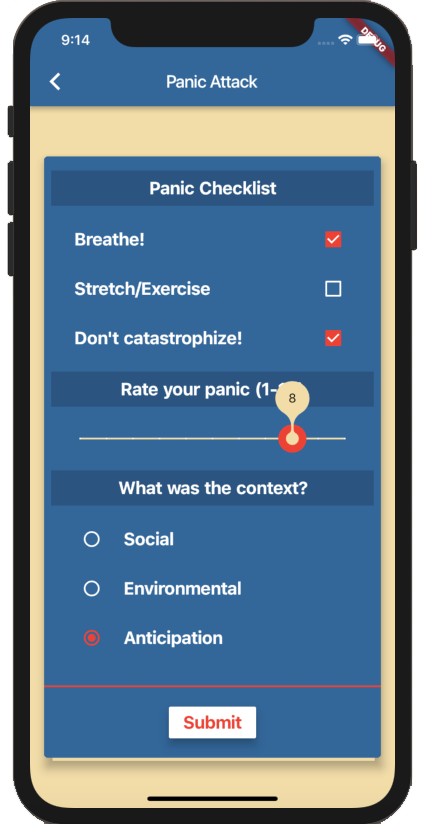 9:14
DEBUG
Panic Attack
Panic Checklist
Breathe!
Stretch/Exercise
Don't catastrophize!
Rate your panic (1-
8
What was the context?
Social
Environmental
Anticipation
Submit